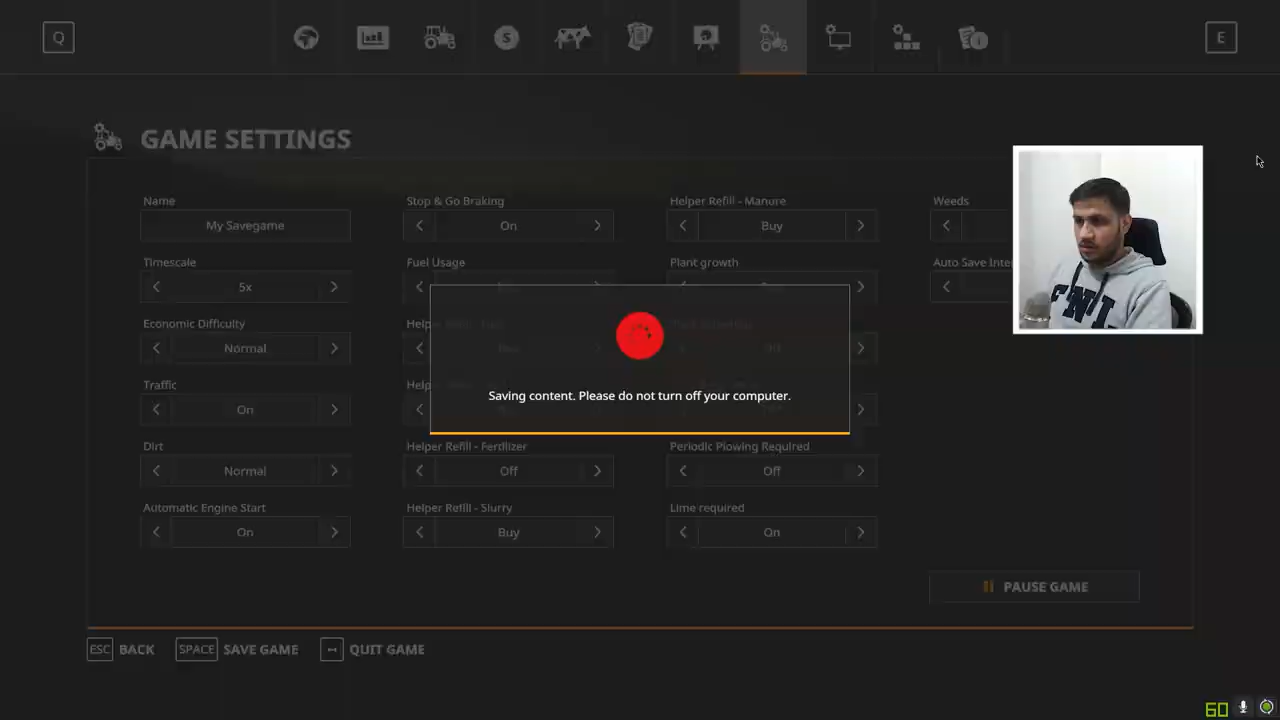 Q
E
GAME SETTINGS
Name
My Savegame
Timescale
5x
Economic Difficulty
Normal
Traffic
On
Dirt
Normal
Automatic Engine Start
On
Stop & Go Braking
On
Fuel Usage
Helper Refill - Fertilizer
Off
Helper Refill - Slurry
Buy
Helper Refill - Manure
Buy
Plant growth
Periodic Plowing Required
Off
Lime required
On
Weeds
Auto Save Inte
Saving content. Please do not turn off your computer.
PAUSE GAME
ESC BACK SPACE SAVE GAME QUIT GAME
60